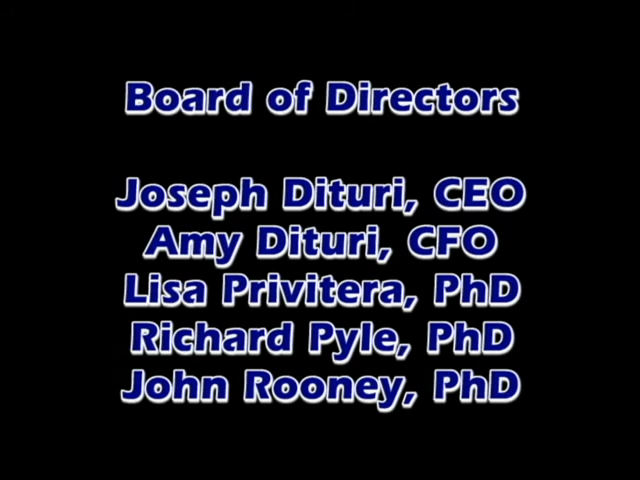 Board of Directors
Joseph Dituri, CEO
Amy Dituri, CFO
Lisa Privitera, PhD
Richard Pyle, PhD
John Rooney, PhD